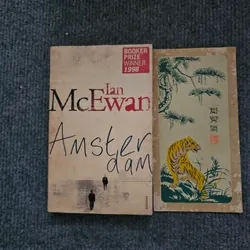 BOOKER
PRIZE
WINNER
1998
Ian
McEwan
Amster
dam